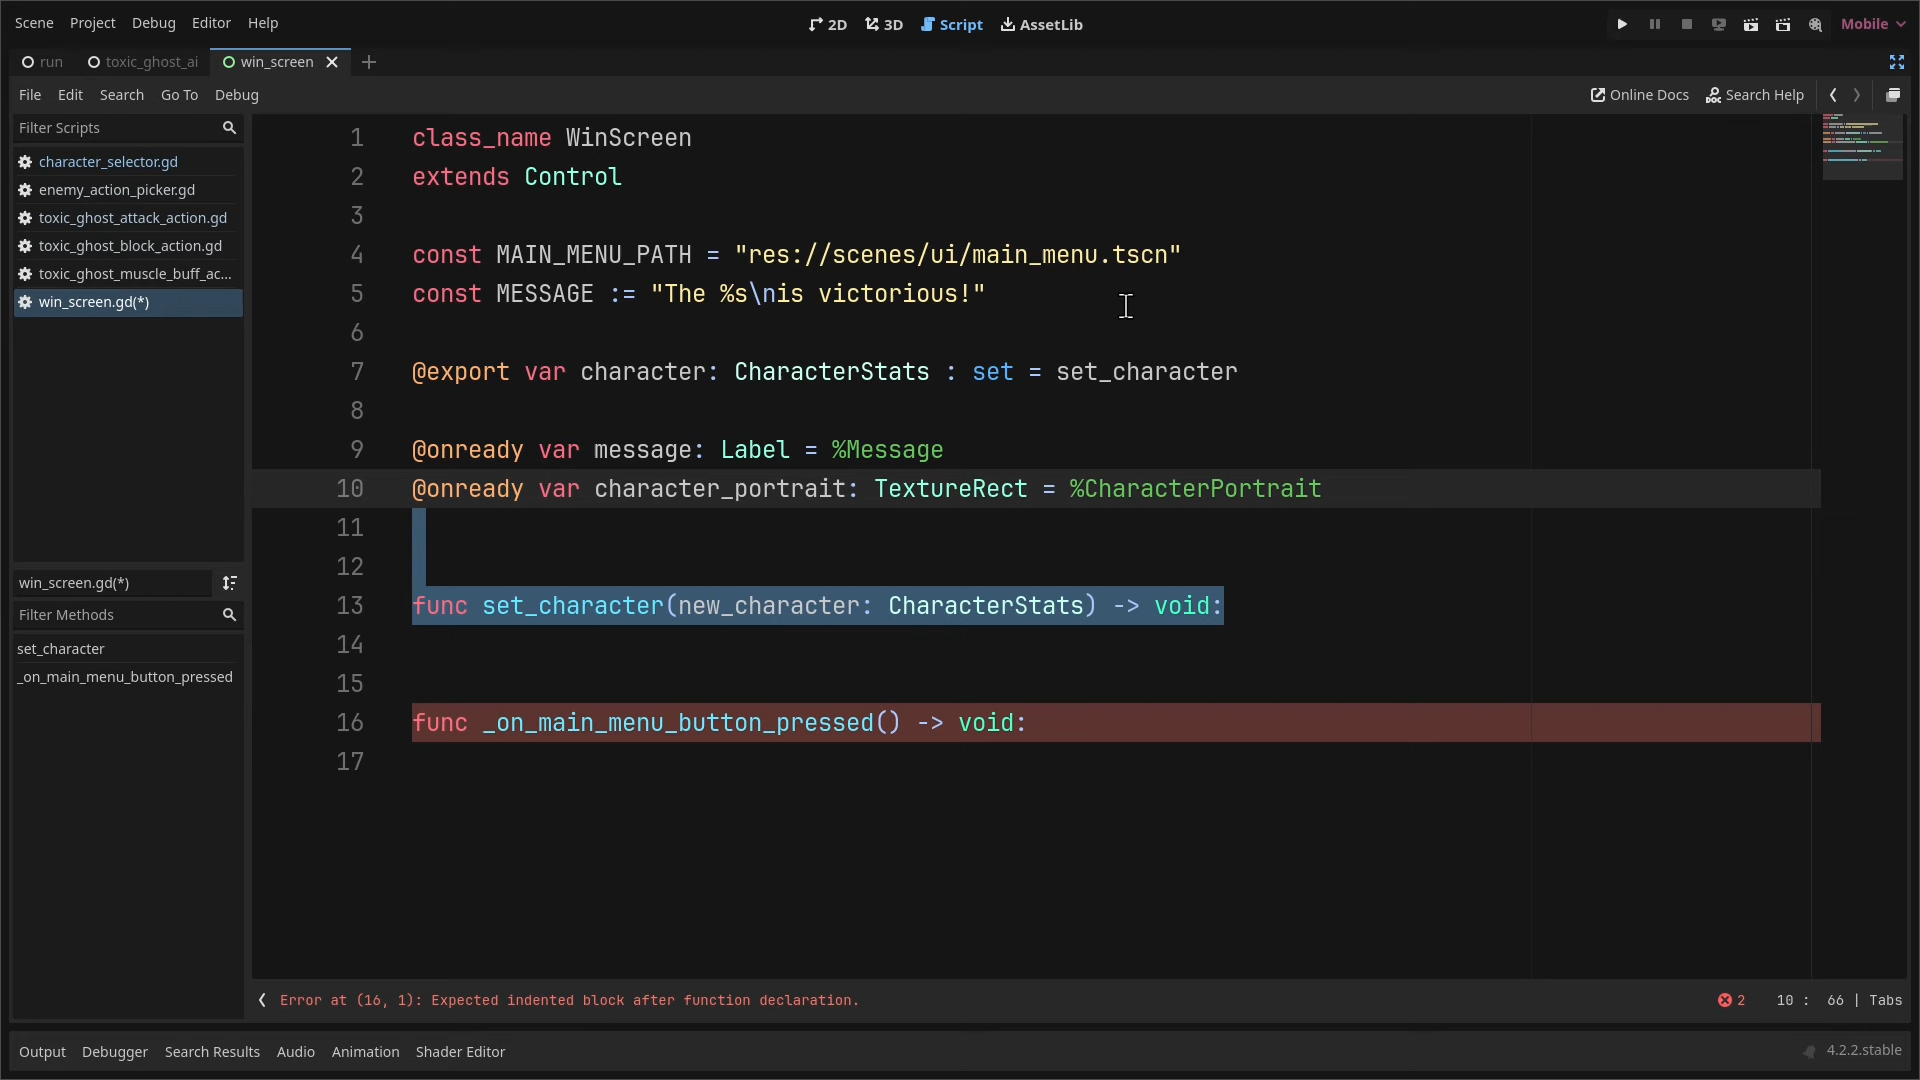 Scene Project Debug Editor Help
2D 3D Script AssetLib
Mobile
run toxic_ghost_ai win_screen
File Edit Search Go To Debug
Online Docs Search Help
Filter Scripts
character_selector.gd
enemy_action_picker.gd
toxic_ghost_attack_action.gd
toxic_ghost_block_action.gd
toxic_ghost_muscle_buff_ac...
win_screen.gd(*)
win_screen.gd(*)
Filter Methods
set_character
_on_main_menu_button_pressed
1 class_name WinScreen
2 extends Control
3
4 const MAIN_MENU_PATH = "res://scenes/ui/main_menu.tscn"
5 const MESSAGE := "The %s\nis victorious!"
6
7 @export var character: CharacterStats : set = set_character
8
9 @onready var message: Label = %Message
10 @onready var character_portrait: TextureRect = %CharacterPortrait
11
12
13 func set_character(new_character: CharacterStats) -> void:
14
15
16 func _on_main_menu_button_pressed() -> void:
17
Error at (16, 1): Expected indented block after function declaration.
2 10 : 66 | Tabs
Output Debugger Search Results Audio Animation Shader Editor
4.2.2.stable